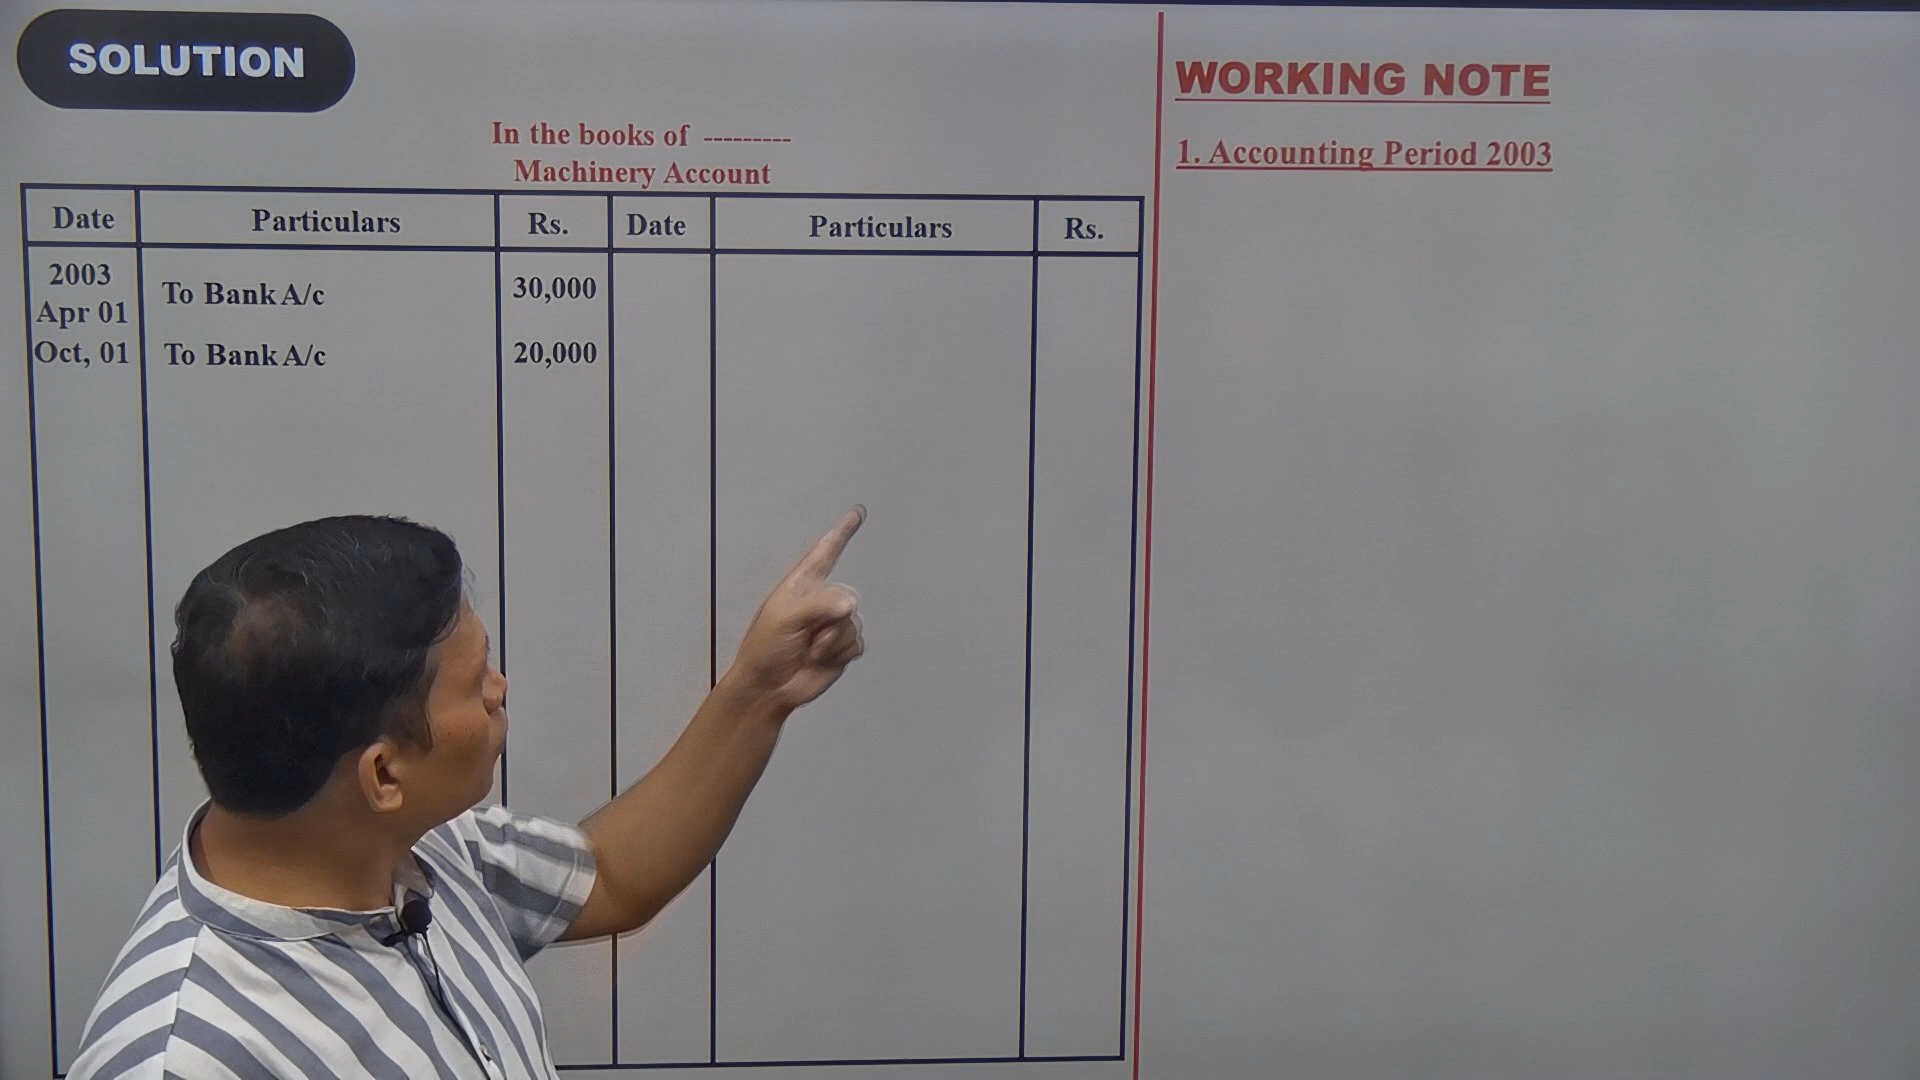 SOLUTION
In the books of ---------
Machinery Account
Date Particulars Rs. Date Particulars Rs.
2003
Apr 01 To Bank A/c 30,000
Oct, 01 To Bank A/c 20,000
WORKING NOTE
1. Accounting Period 2003